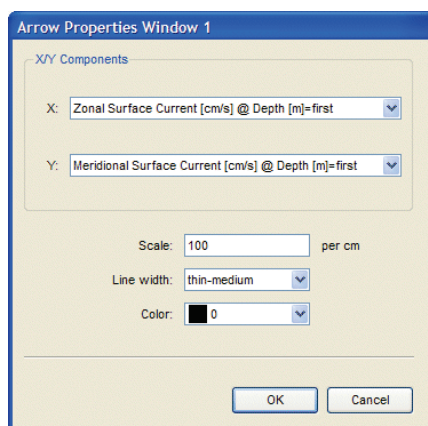 Arrow Properties Window 1
X/Y Components
X: Zonal Surface Current [cm/s] @ Depth [m]=first
Y: Meridional Surface Current [cm/s] @ Depth [m]=first
Scale: 100 per cm
Line width: thin-medium
Color: 0
OK Cancel